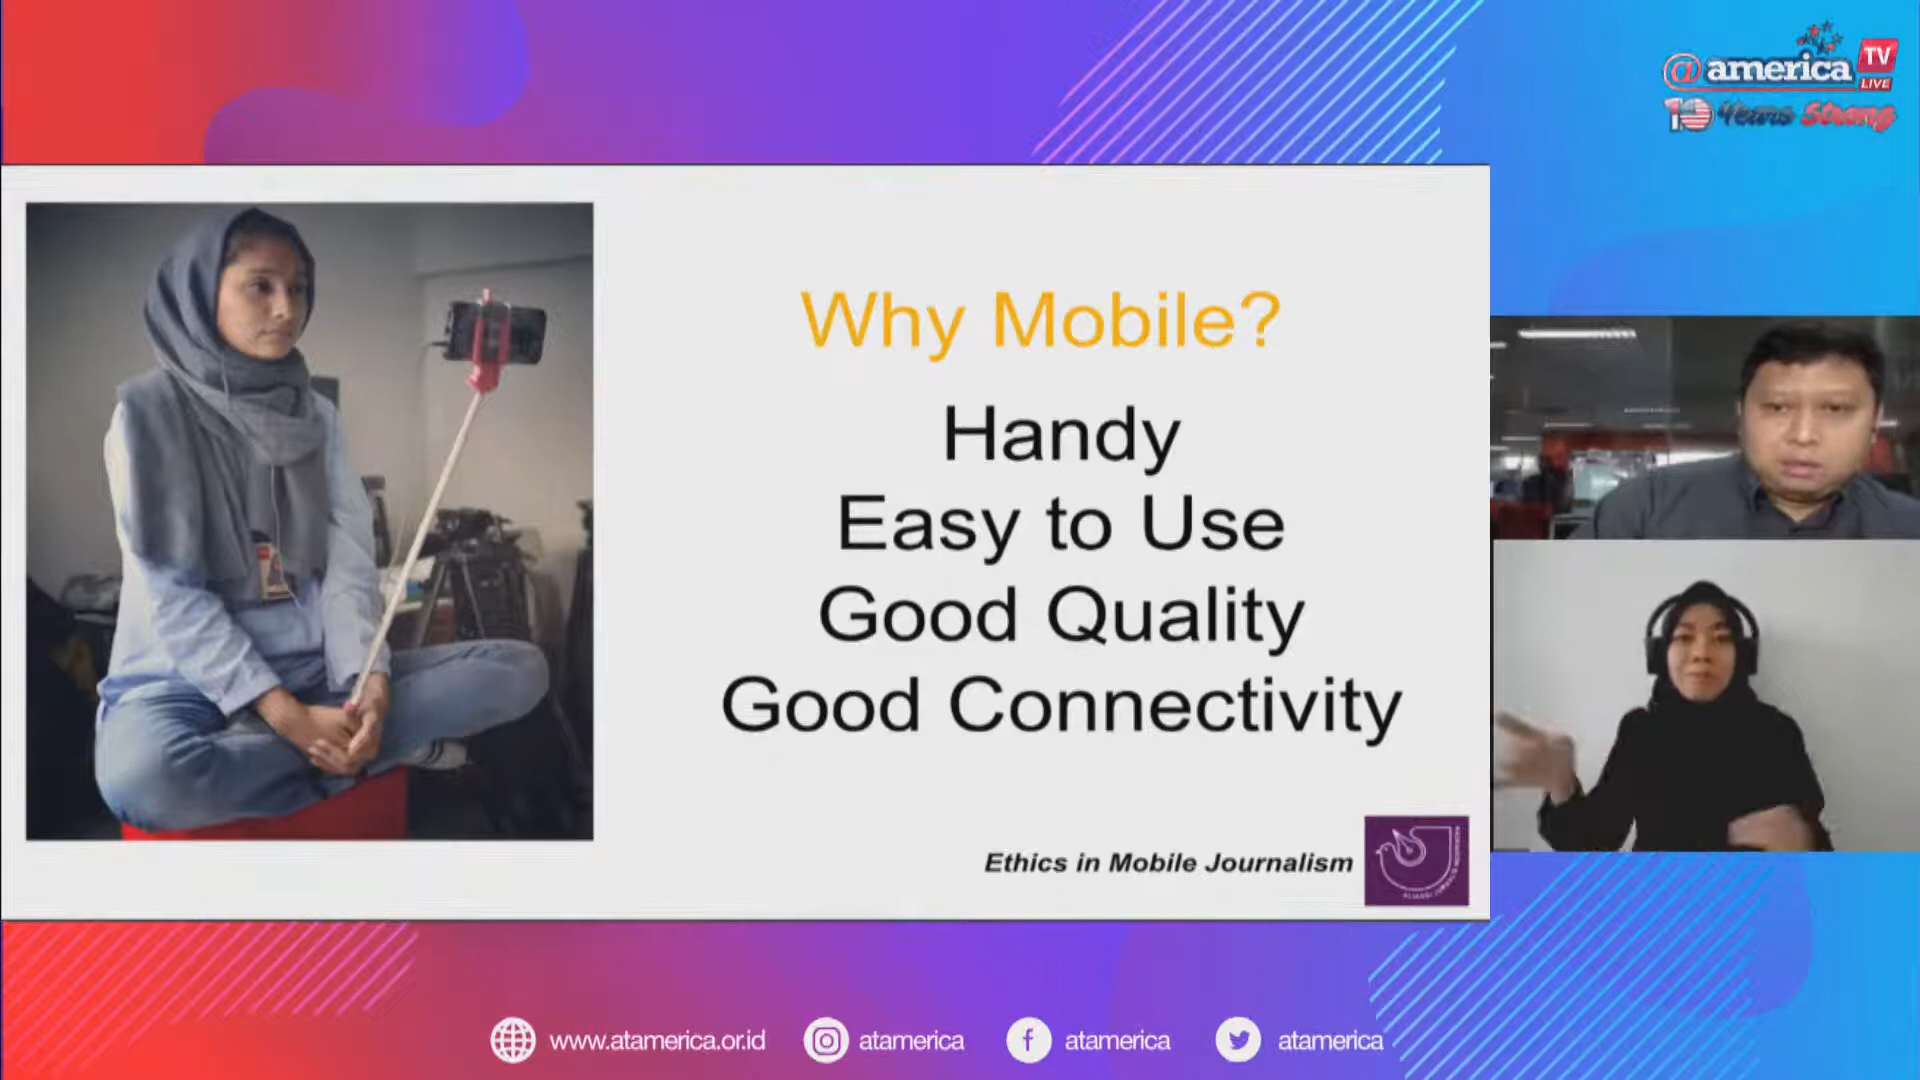 @america TV
LIVE
10 Years Strong
Why Mobile?
Handy
Easy to Use
Good Quality
Good Connectivity
Ethics in Mobile Journalism
www.atamerica.or.id
atamerica
atamerica
atamerica